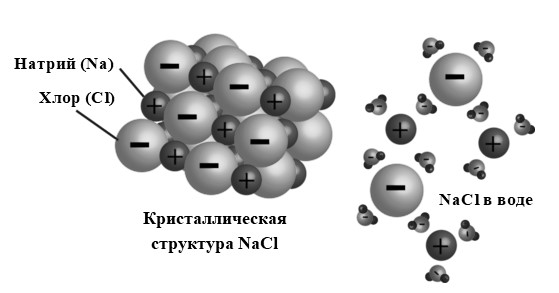 Натрий (Na)
Хлор (Cl)
Кристаллическая
структура NaCl
NaCl в воде